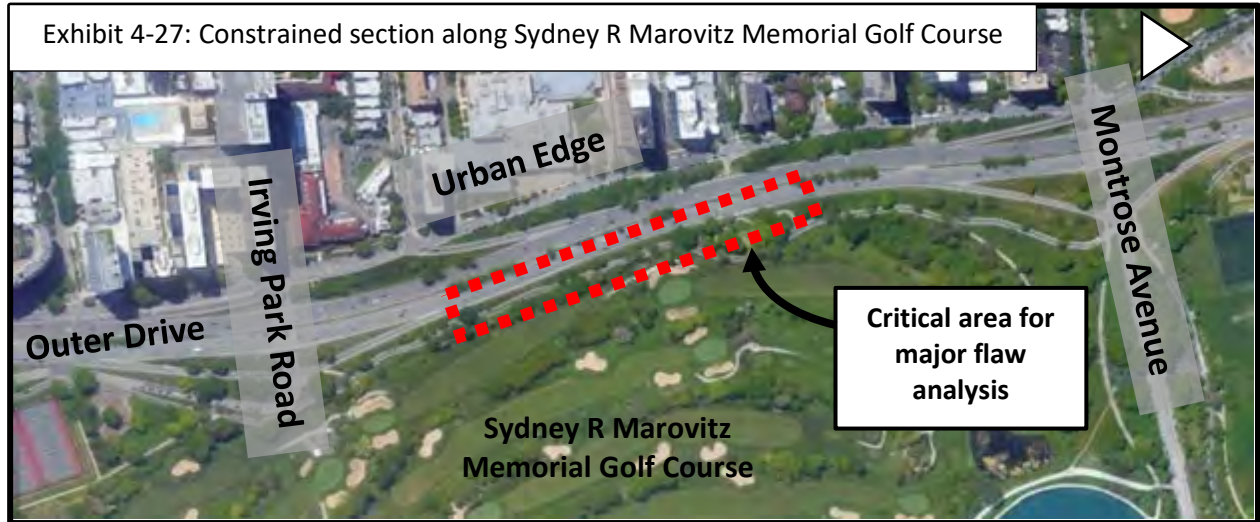 Exhibit 4-27: Constrained section along Sydney R Marovitz Memorial Golf Course
Urban Edge
Irving Park Road
Outer Drive
Montrose Avenue
Critical area for
major flaw
analysis
Sydney R Marovitz
Memorial Golf Course